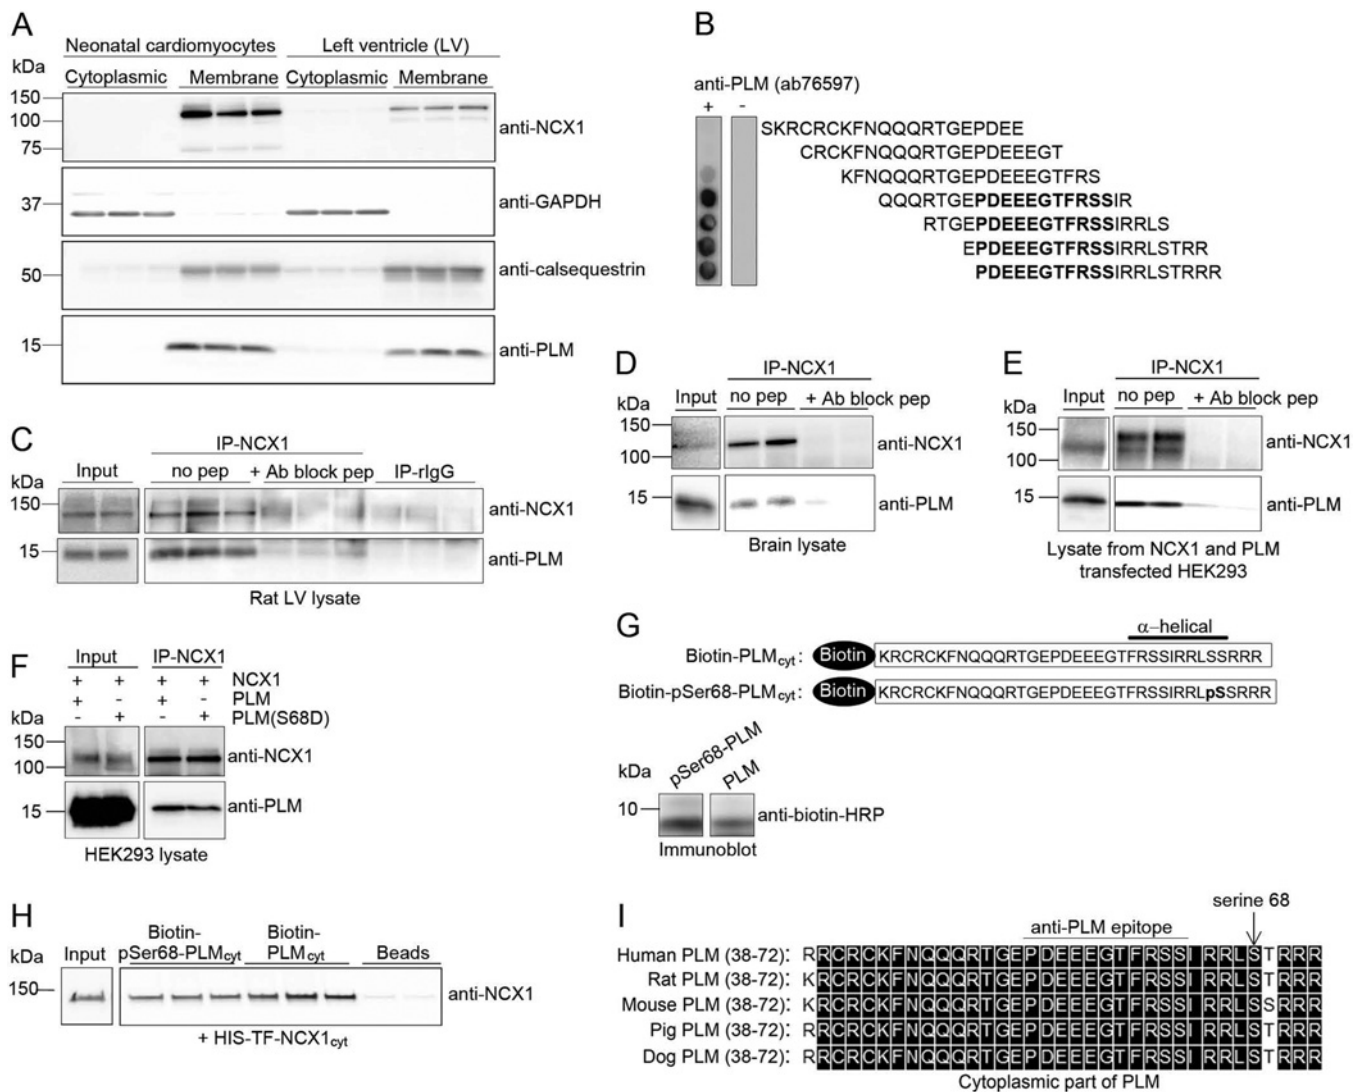 A
Neonatal cardiomyocytes Left ventricle (LV)
kDa Cytoplasmic Membrane Cytoplasmic Membrane
150
100
75
anti-NCX1
37
anti-GAPDH
50
anti-calsequestrin
15
anti-PLM
B
anti-PLM (ab76597)
+ -
SKRCRCKFNQQQRTGEPDEE
CRCKFNQQQRTGEPDEEEGT
KFNQQQRTGEPDEEEGTFRS
QQQRTGEPDEEEGTFRSSIR
RTGEPDEEEGTFRSSIRRLS
EPDEEEGTFRSSIRRLSTRR
PDEEEGTFRSSIRRLSTRRR
C
IP-NCX1
kDa Input no pep + Ab block pep IP-rIgG
150
anti-NCX1
15
anti-PLM
Rat LV lysate
D
IP-NCX1
kDa Input no pep + Ab block pep
150
100
anti-NCX1
15
anti-PLM
Brain lysate
E
IP-NCX1
kDa Input no pep + Ab block pep
150
100
anti-NCX1
15
anti-PLM
Lysate from NCX1 and PLM
transfected HEK293
F
Input IP-NCX1
+ + + + NCX1
+ - + - PLM
- + - + PLM(S68D)
kDa
150
100
anti-NCX1
15
anti-PLM
HEK293 lysate
G
α–helical
Biotin-PLMcyt: Biotin KRCRCKFNQQQRTGEPDEEEGTFRSSIRRLSSRRR
Biotin-pSer68-PLMcyt: Biotin KRCRCKFNQQQRTGEPDEEEGTFRSSIRRLpSSRRR
pSer68-PLM PLM
kDa
10
anti-biotin-HRP
Immunoblot
H
kDa Input Biotin-pSer68-PLMcyt Biotin-PLMcyt Beads
150
anti-NCX1
+ HIS-TF-NCX1cyt
I
serine 68
anti-PLM epitope
Human PLM (38-72): RRCRCKFNQQQRTGEPDEEEGTFRSSIRRLSTRRR
Rat PLM (38-72): KRCRCKFNQQQRTGEPDEEEGTFRSSIRRLSTRRR
Mouse PLM (38-72): KRCRCKFNQQQRTGEPDEEEGTFRSSIRRLSSRRR
Pig PLM (38-72): RRCRCKFNQQQRTGEPDEEEGTFRSSIRRLSTRRR
Dog PLM (38-72): RRCRCKFNQQQRTGEPDEEEGTFRSSIRRLSTRRR
Cytoplasmic part of PLM